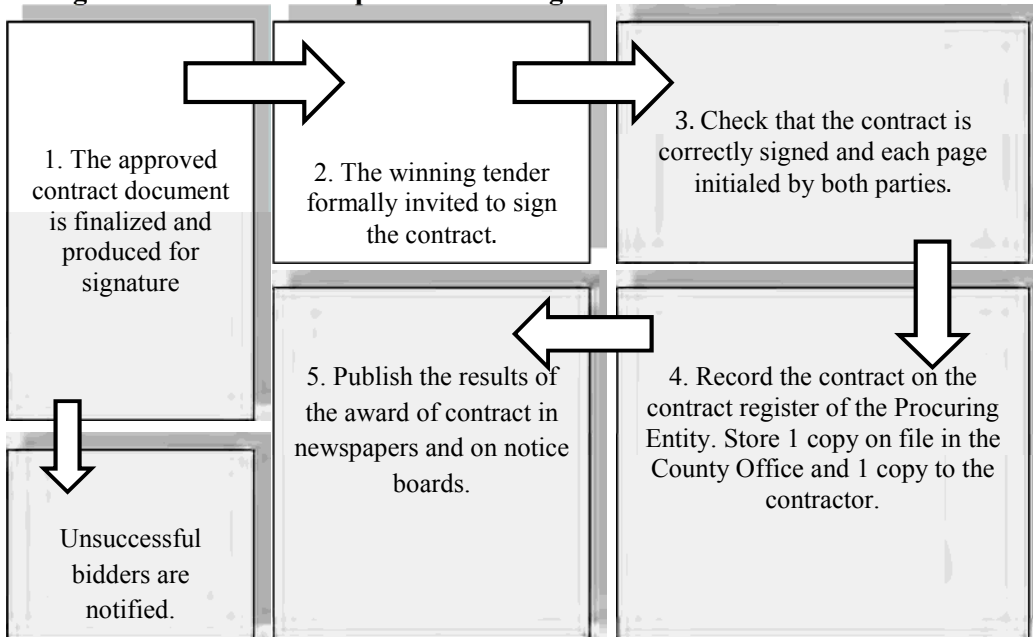 1. The approved
contract document
is finalized and
produced for
signature
2. The winning tender
formally invited to sign
the contract.
3. Check that the contract is
correctly signed and each page
initialed by both parties.
4. Record the contract on the
contract register of the Procuring
Entity. Store 1 copy on file in the
County Office and 1 copy to the
contractor.
5. Publish the results of
the award of contract in
newspapers and on notice
boards.
Unsuccessful
bidders are
notified.